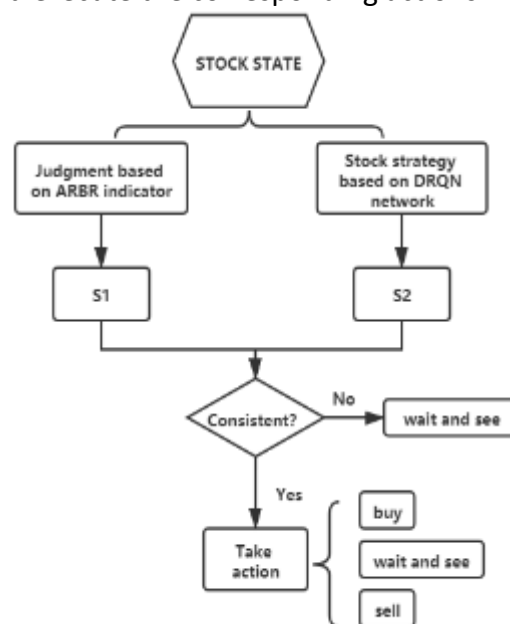 STOCK STATE
Judgment based
on ARBR indicator
Stock strategy
based on DRQN
network
S1
S2
Consistent?
No
wait and see
Yes
Take
action
buy
wait and see
sell